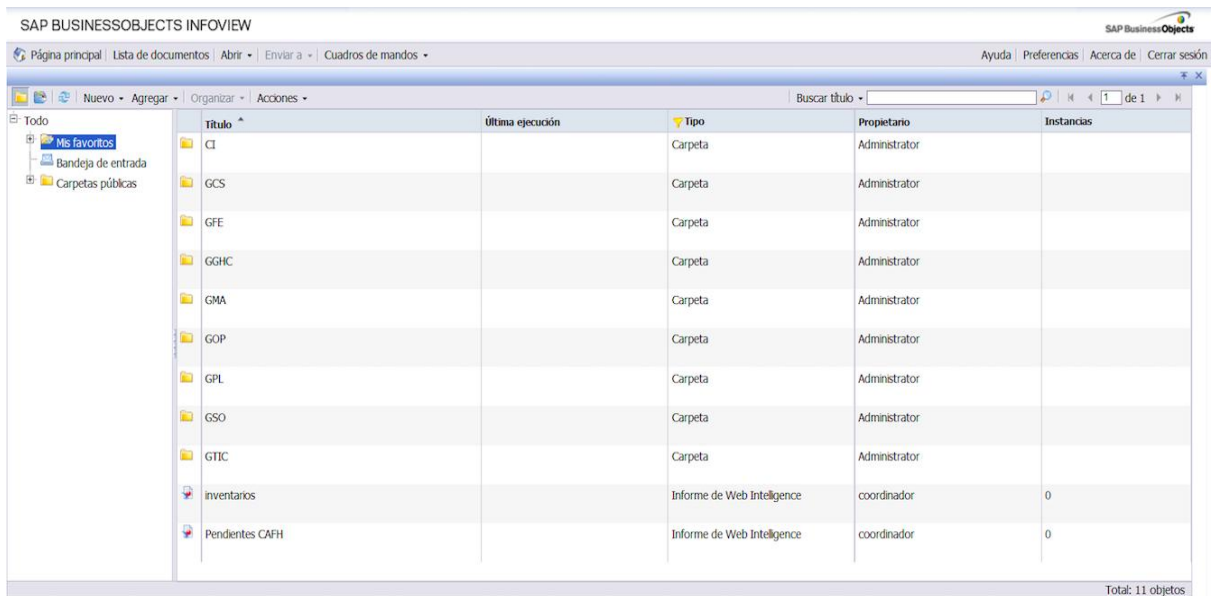 SAP BUSINESSOBJECTS INFOVIEW
SAP BusinessObjects
Página principal Lista de documentos Abrir Enviar a Cuadros de mandos Ayuda Preferencias Acerca de Cerrar sesión
Nuevo Agregar Organizar Acciones Buscar título 1 de 1
Todo
Mis favoritos
Bandeja de entrada
Carpetas públicas
Título Última ejecución Tipo Propietario Instancias
CI Carpeta Administrator
GCS Carpeta Administrator
GFE Carpeta Administrator
GGHC Carpeta Administrator
GMA Carpeta Administrator
GOP Carpeta Administrator
GPL Carpeta Administrator
GSO Carpeta Administrator
GTIC Carpeta Administrator
inventarios Informe de Web Inteligence coordinador 0
Pendientes CAFH Informe de Web Inteligence coordinador 0
Total: 11 objetos